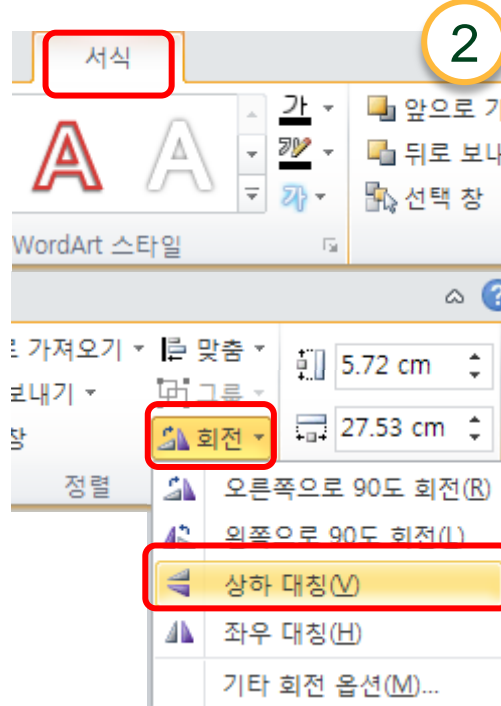 2
서식
가
앞으로 가
가
뒤로 보내
A A
가
선택 창
WordArt 스타일
?
로 가져오기
맞춤
5.72 cm
보내기
그룹
창
회전
27.53 cm
정렬
오른쪽으로 90도 회전(R)
왼쪽으로 90도 회전(L)
상하 대칭(V)
좌우 대칭(H)
기타 회전 옵션(M)...